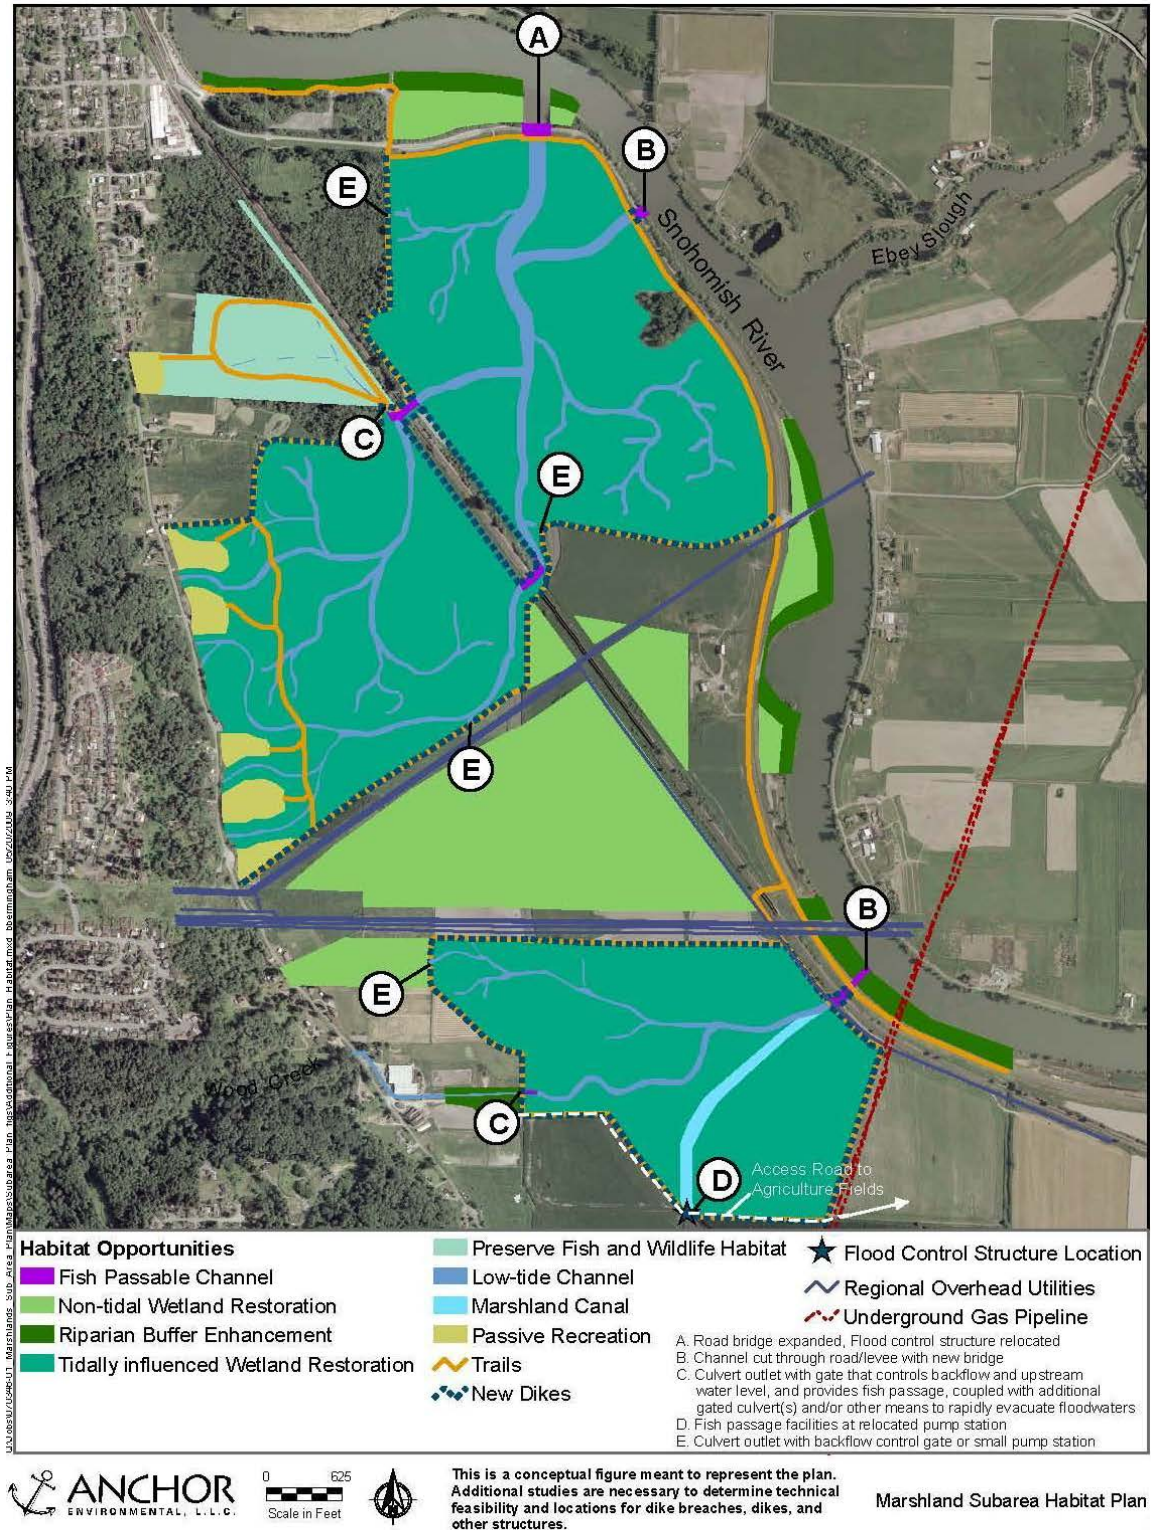 A
B
E
Snohomish River
Ebey Slough
C
E
E
B
E
Wood Creek
C
D
Access Road to
Agriculture Fields
Habitat Opportunities
Fish Passable Channel
Non-tidal Wetland Restoration
Riparian Buffer Enhancement
Tidally influenced Wetland Restoration
Preserve Fish and Wildlife Habitat
Low-tide Channel
Marshland Canal
Passive Recreation
Trails
New Dikes
Flood Control Structure Location
Regional Overhead Utilities
Underground Gas Pipeline
A. Road bridge expanded, Flood control structure relocated
B. Channel cut through road/levee with new bridge
C. Culvert outlet with gate that controls backflow and upstream
water level, and provides fish passage, coupled with additional
gated culvert(s) and/or other means to rapidly evacuate floodwaters
D. Fish passage facilities at relocated pump station
E. Culvert outlet with backflow control gate or small pump station
ANCHOR
ENVIRONMENTAL, L.L.C.
0 625
Scale in Feet
This is a conceptual figure meant to represent the plan.
Additional studies are necessary to determine technical
feasibility and locations for dike breaches, dikes, and
other structures.
Marshland Subarea Habitat Plan